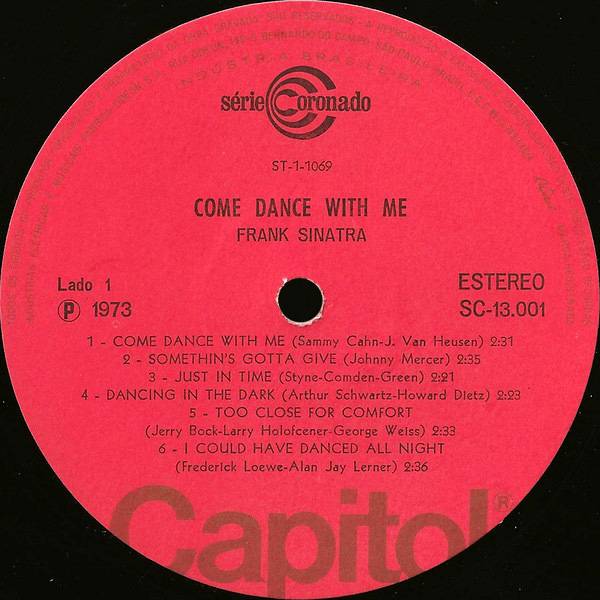 INDÚSTRIA BRASILEIRA
série Coronado
ST-1-1069
COME DANCE WITH ME
FRANK SINATRA
Lado 1
ESTEREO
Ⓟ 1973
SC-13.001
1 - COME DANCE WITH ME (Sammy Cahn-J. Van Heusen) 2:31
2 - SOMETHIN'S GOTTA GIVE (Johnny Mercer) 2:35
3 - JUST IN TIME (Styne-Comden-Green) 2:21
4 - DANCING IN THE DARK (Arthur Schwartz-Howard Dietz) 2:23
5 - TOO CLOSE FOR COMFORT
(Jerry Bock-Larry Holofcener-George Weiss) 2:33
6 - I COULD HAVE DANCED ALL NIGHT
(Frederick Loewe-Alan Jay Lerner) 2:36
Capitol ®